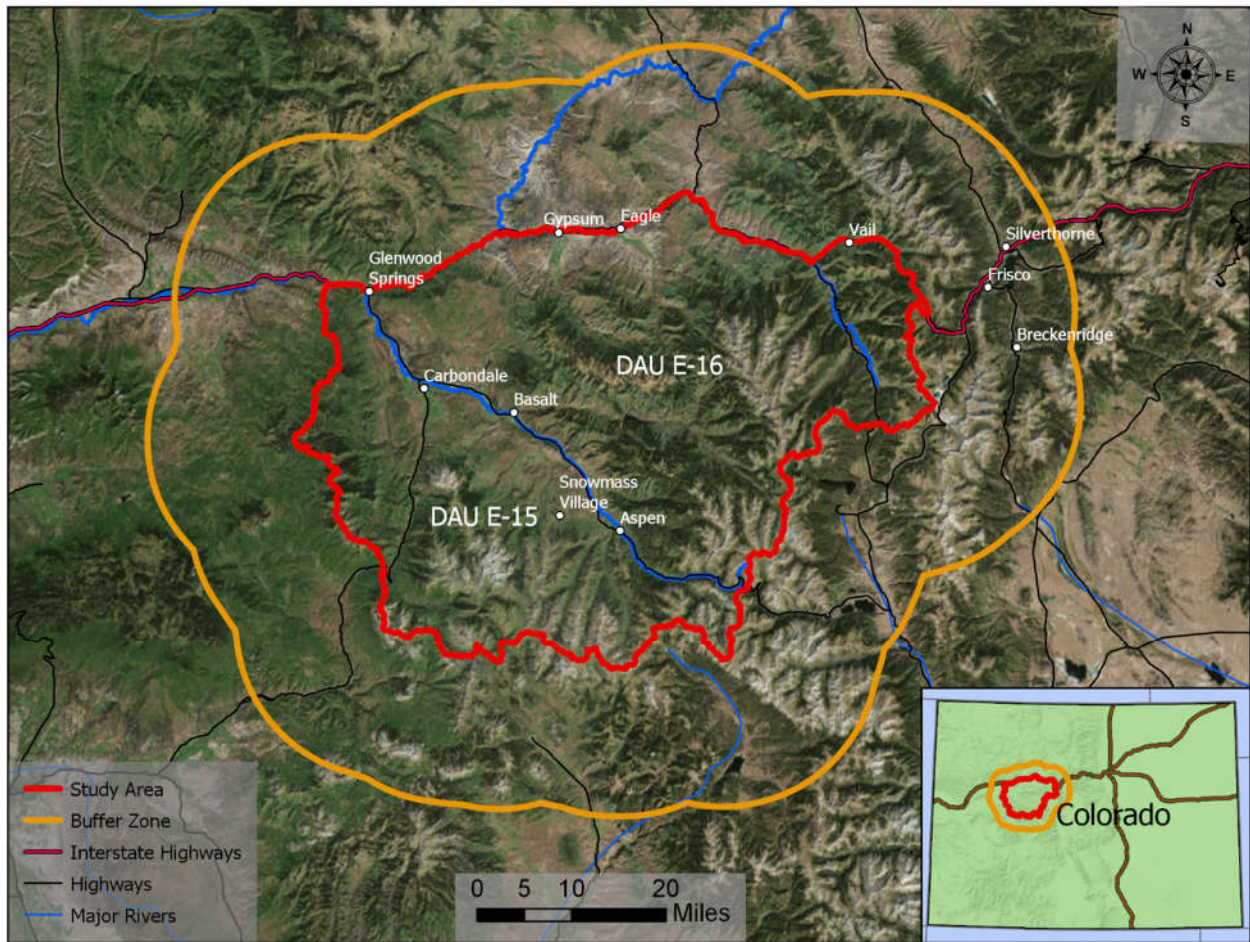 N
W E
S
Gypsum
Eagle
Vail
Silverthorne
Glenwood
Springs
Frisco
Breckenridge
DAU E-16
Carbondale
Basalt
Snowmass
Village
DAU E-15
Aspen
Study Area
Buffer Zone
Interstate Highways
Highways
Major Rivers
0 5 10 20
Miles
Colorado